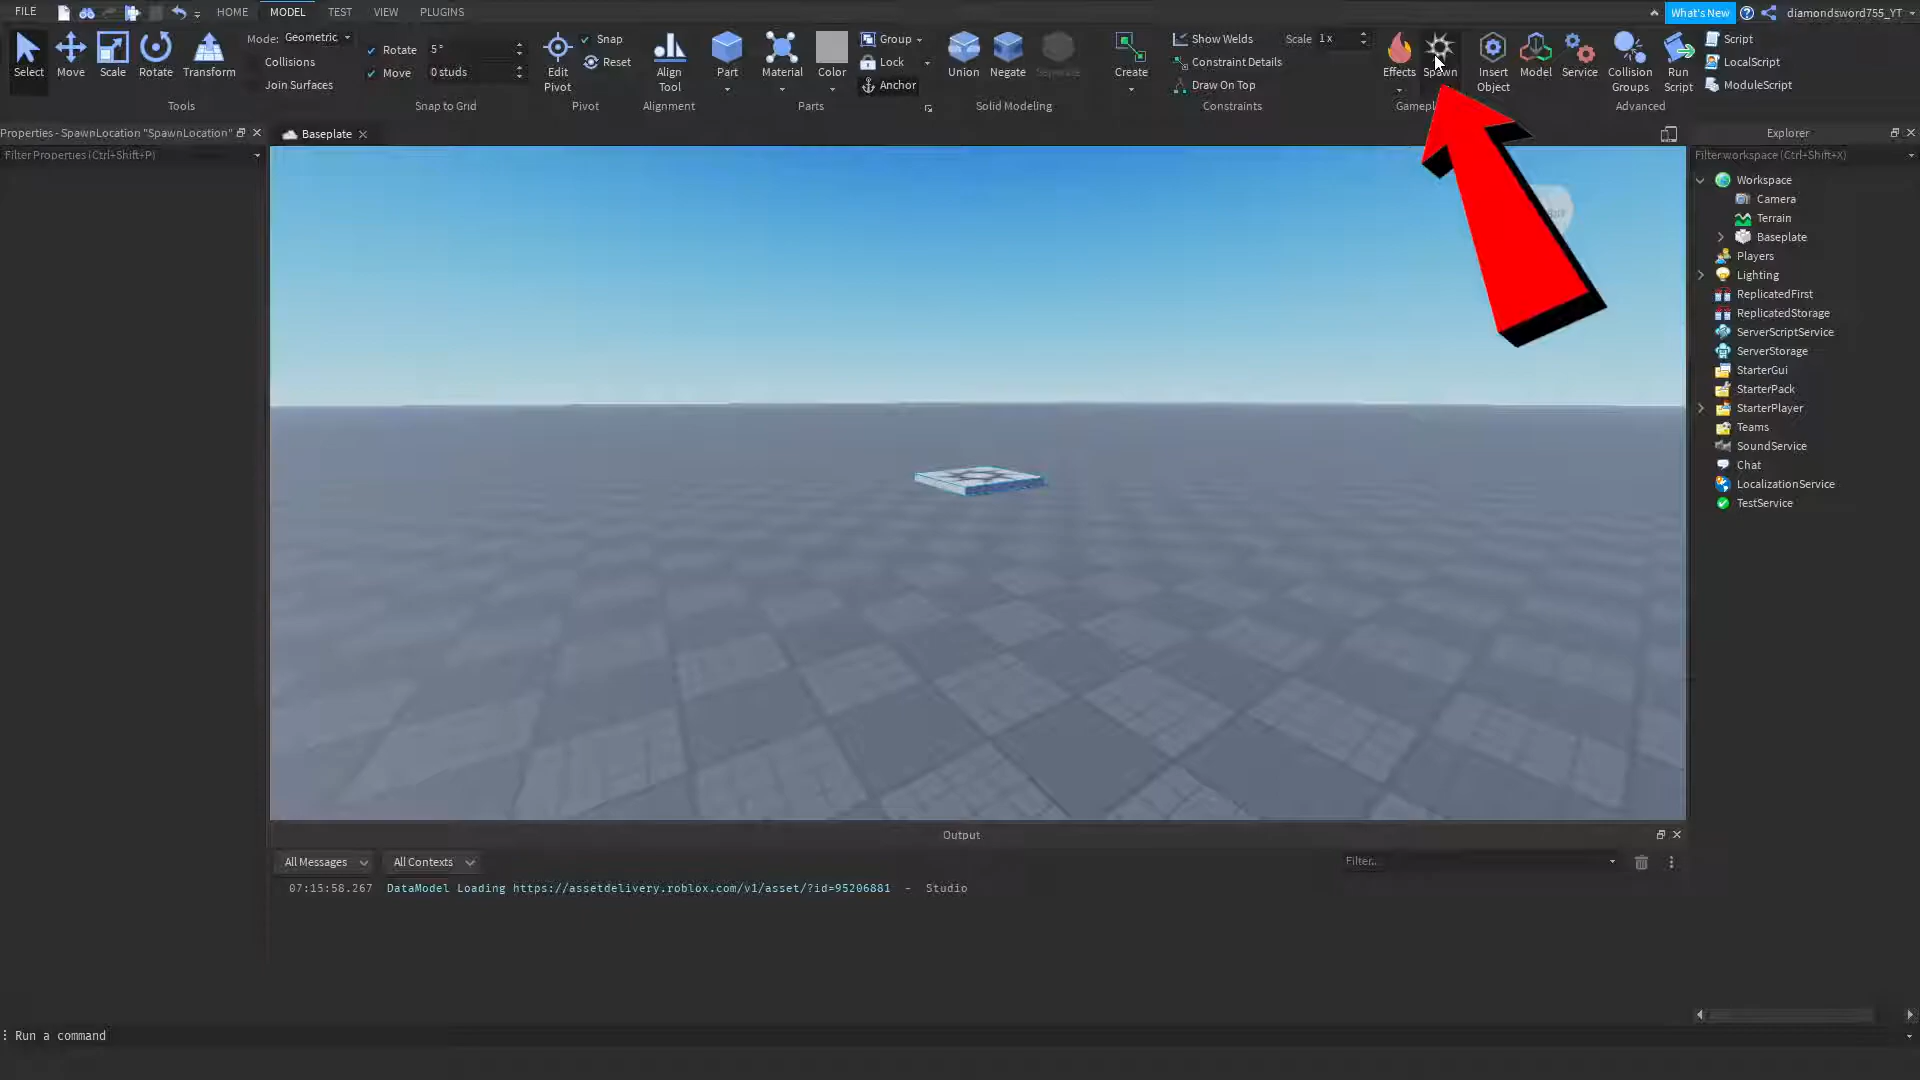 FILE
HOME
MODEL
TEST
VIEW
PLUGINS
What's New
diamondsword755_YT
Select
Move
Scale
Rotate
Transform
Tools
Mode: Geometric
Collisions
Join Surfaces
Rotate 5°
Move 0 studs
Snap to Grid
Edit
Pivot
Snap
Reset
Pivot
Align
Tool
Alignment
Part
Material
Color
Group
Lock
Anchor
Parts
Union
Negate
Separate
Solid Modeling
Create
Show Welds
Scale 1x
Constraint Details
Draw On Top
Constraints
Effects
Spawn
Gamepl
Insert
Object
Model
Service
Collision
Groups
Run
Script
Script
LocalScript
ModuleScript
Advanced
Properties - SpawnLocation "SpawnLocation"
Filter Properties (Ctrl+Shift+P)
Baseplate
Explorer
Filter workspace (Ctrl+Shift+X)
Workspace
Camera
Terrain
Baseplate
Players
Lighting
ReplicatedFirst
ReplicatedStorage
ServerScriptService
ServerStorage
StarterGui
StarterPack
StarterPlayer
Teams
SoundService
Chat
LocalizationService
TestService
Output
All Messages
All Contexts
Filter...
07:15:58.267 DataModel Loading https://assetdelivery.roblox.com/v1/asset/?id=95206881 - Studio
Run a command